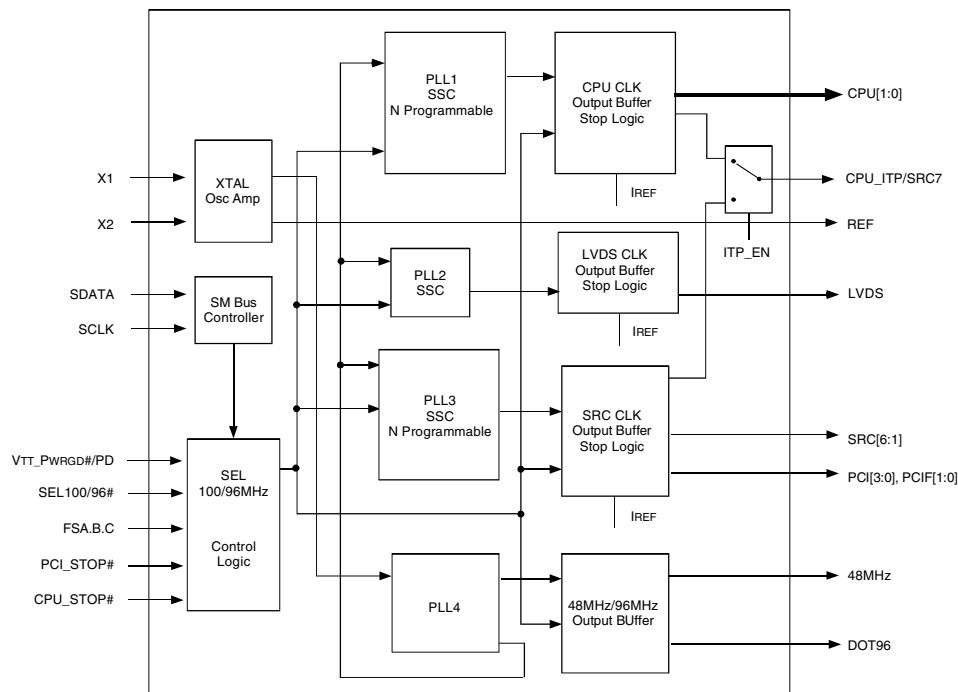 PLL1
SSC
N Programmable
CPU CLK
Output Buffer
Stop Logic
CPU[1:0]
IREF
X1
X2
XTAL
Osc Amp
CPU_ITP/SRC7
REF
ITP_EN
SDATA
SCLK
SM Bus
Controller
PLL2
SSC
LVDS CLK
Output Buffer
Stop Logic
LVDS
IREF
PLL3
SSC
N Programmable
SRC CLK
Output Buffer
Stop Logic
SRC[6:1]
PCI[3:0], PCIF[1:0]
IREF
VTT_PWRGD#/PD
SEL100/96#
FSA.B.C
PCI_STOP#
CPU_STOP#
SEL
100/96MHz
Control
Logic
PLL4
48MHz/96MHz
Output BUffer
48MHz
DOT96